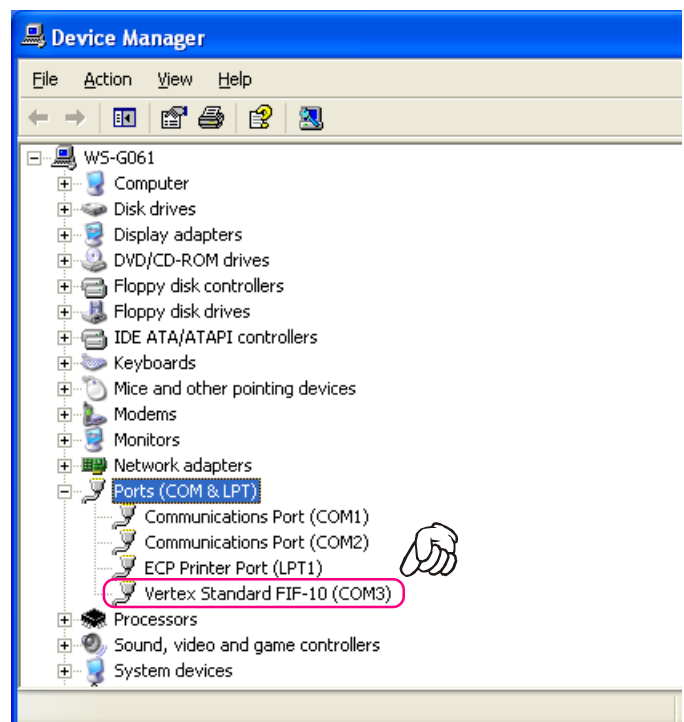 Device Manager
File Action View Help
WS-G061
Computer
Disk drives
Display adapters
DVD/CD-ROM drives
Floppy disk controllers
Floppy disk drives
IDE ATA/ATAPI controllers
Keyboards
Mice and other pointing devices
Modems
Monitors
Network adapters
Ports (COM & LPT)
Communications Port (COM1)
Communications Port (COM2)
ECP Printer Port (LPT1)
Vertex Standard FIF-10 (COM3)
Processors
Sound, video and game controllers
System devices